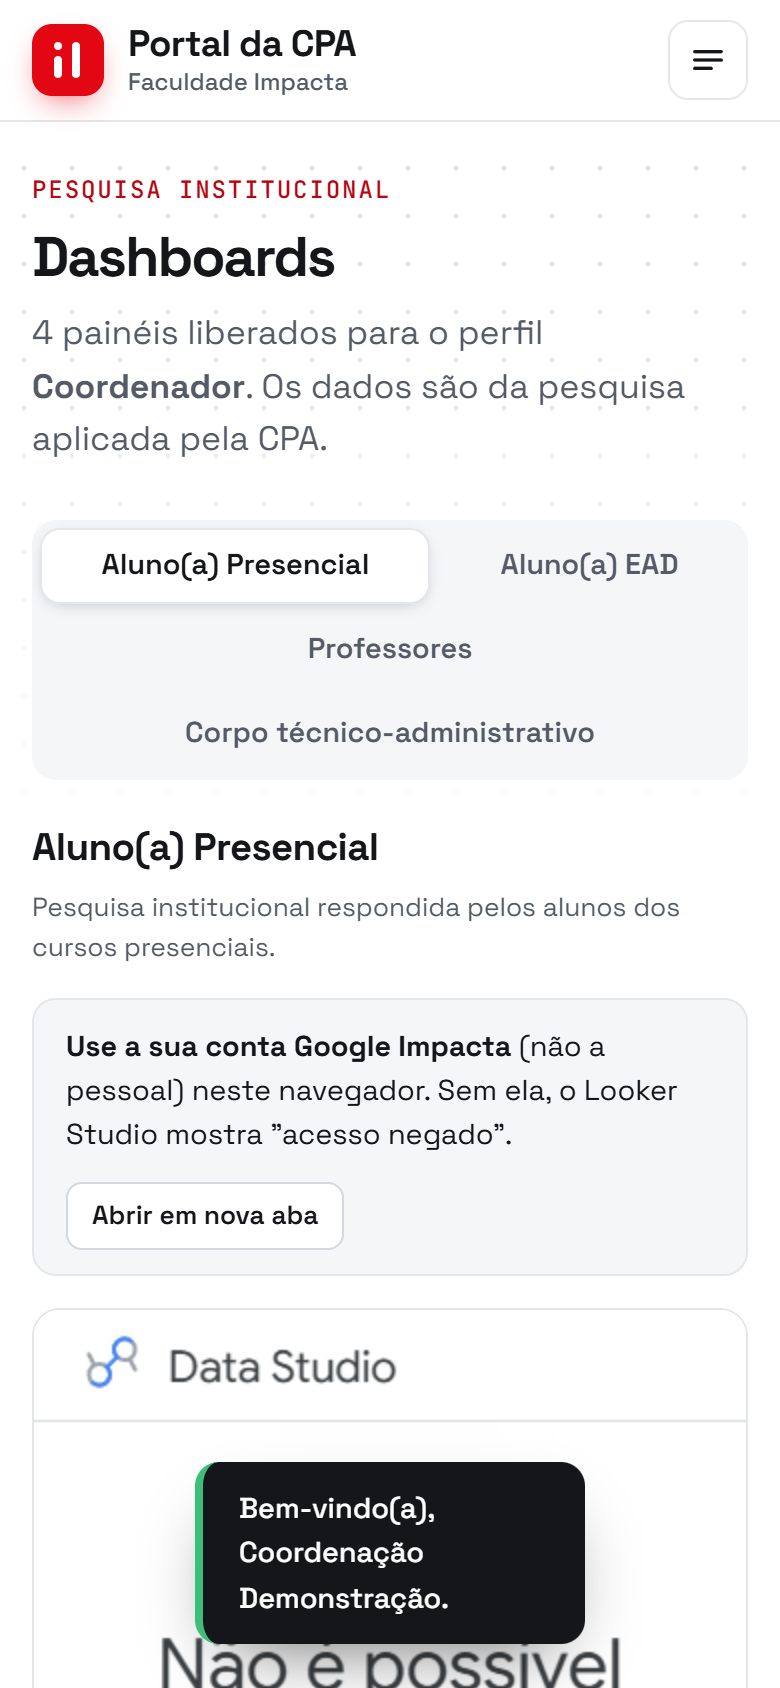 Portal da CPA
Faculdade Impacta
PESQUISA INSTITUCIONAL
Dashboards
4 painéis liberados para o perfil
Coordenador. Os dados são da pesquisa
aplicada pela CPA.
Aluno(a) Presencial
Aluno(a) EAD
Professores
Corpo técnico-administrativo
Aluno(a) Presencial
Pesquisa institucional respondida pelos alunos dos
cursos presenciais.
Use a sua conta Google Impacta (não a
pessoal) neste navegador. Sem ela, o Looker
Studio mostra ”acesso negado”.
Abrir em nova aba
Data Studio
Bem-vindo(a),
Coordenação
Demonstração.
Não é possível